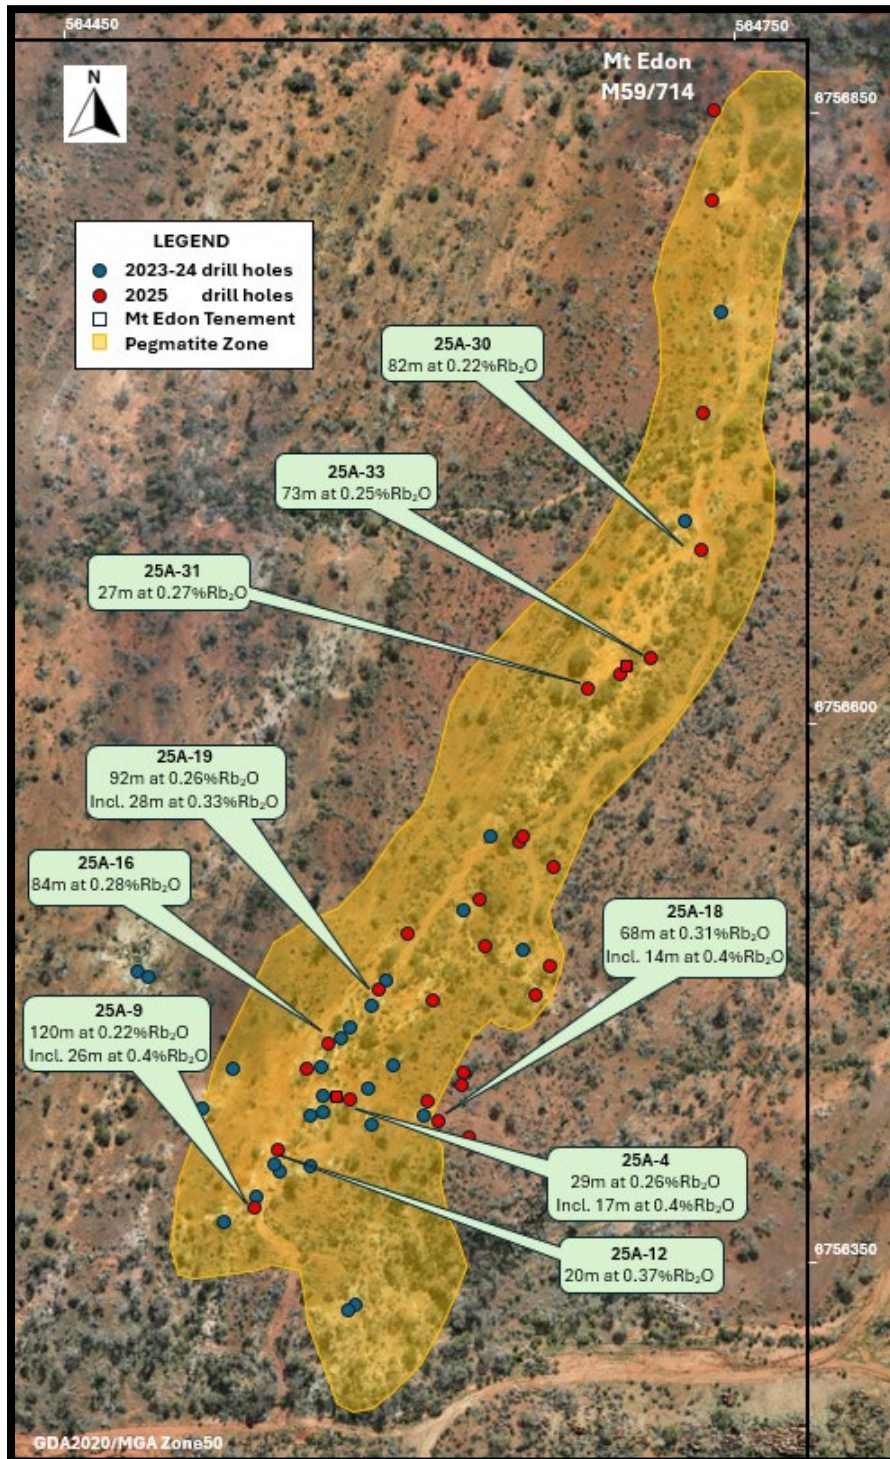 564450
564750
Mt Edon
M59/714
6756850
N
LEGEND
2023-24 drill holes
2025 drill holes
Mt Edon Tenement
Pegmatite Zone
25A-30
82m at 0.22%Rb₂O
25A-33
73m at 0.25%Rb₂O
25A-31
27m at 0.27%Rb₂O
6756600
25A-19
92m at 0.26%Rb₂O
Incl. 28m at 0.33%Rb₂O
25A-16
84m at 0.28%Rb₂O
25A-18
68m at 0.31%Rb₂O
Incl. 14m at 0.4%Rb₂O
25A-9
120m at 0.22%Rb₂O
Incl. 26m at 0.4%Rb₂O
25A-4
29m at 0.26%Rb₂O
Incl. 17m at 0.4%Rb₂O
25A-12
20m at 0.37%Rb₂O
6756350
GDA2020/MGA Zone50